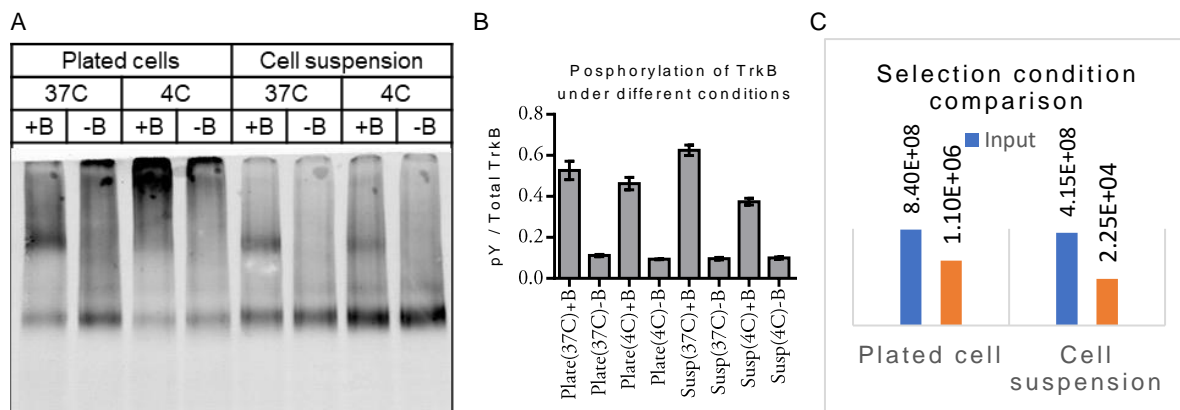 A
Plated cells Cell suspension
37C 4C 37C 4C
+B -B +B -B +B -B +B -B
B
Posphorylation of TrkB
under different conditions
pY / Total TrkB
0.8
0.6
0.4
0.2
0.0
Plate(37C)+B
Plate(37C)-B
Plate(4C)+B
Plate(4C)-B
Susp(37C)+B
Susp(37C)-B
Susp(4C)+B
Susp(4C)-B
C
Selection condition
comparison
Input
8.40E+08
1.10E+06
4.15E+08
2.25E+04
Plated cell
Cell
suspension